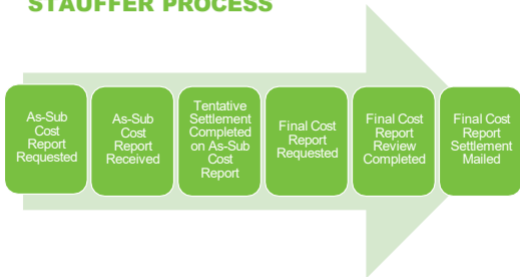 STAUFFER PROCESS
As-Sub
Cost
Report
Requested
As-Sub
Cost
Report
Received
Tentative
Settlement
Completed
on As-Sub
Cost
Report
Final Cost
Report
Requested
Final Cost
Report
Review
Completed
Final Cost
Report
Settlement
Mailed